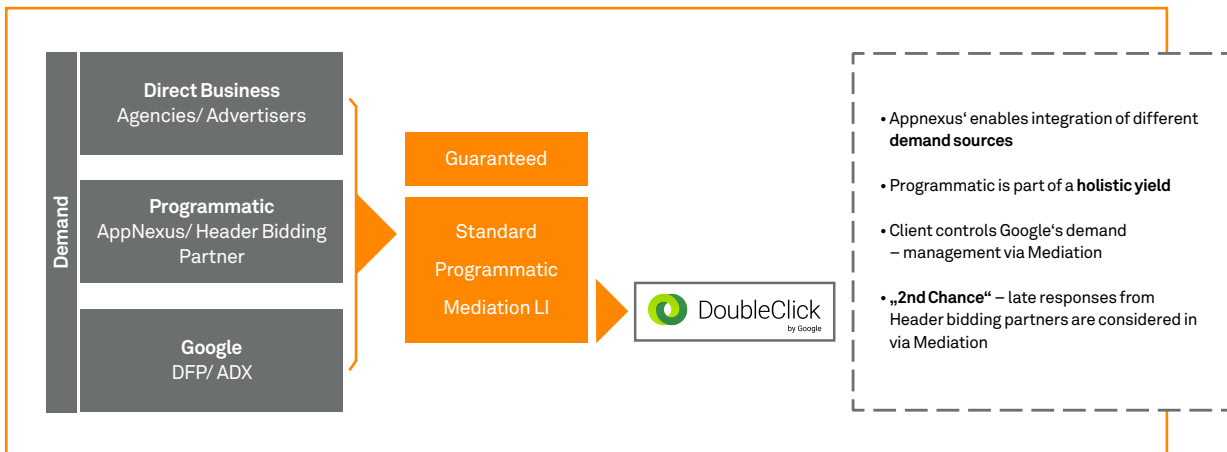 Demand
Direct Business
Agencies/ Advertisers
Programmatic
AppNexus/ Header Bidding
Partner
Google
DFP/ ADX
Guaranteed
Standard
Programmatic
Mediation LI
DoubleClick
by Google
• Appnexus‘ enables integration of different
demand sources
• Programmatic is part of a holistic yield
• Client controls Google‘s demand
– management via Mediation
• „2nd Chance“ – late responses from
Header bidding partners are considered in
via Mediation